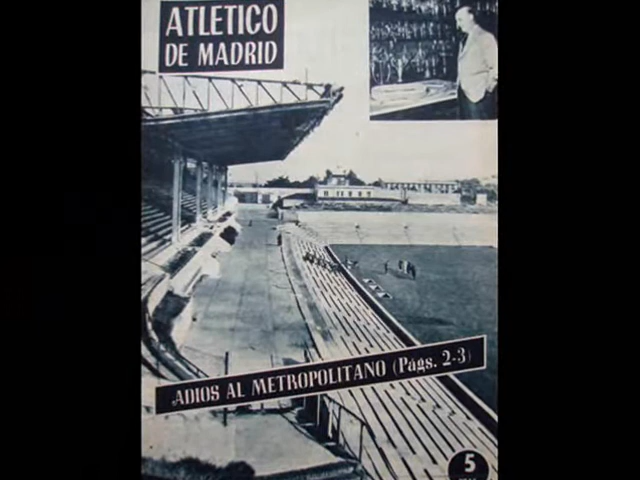 ATLETICO
DE MADRID
ADIOS AL METROPOLITANO (Págs. 2-3)
5